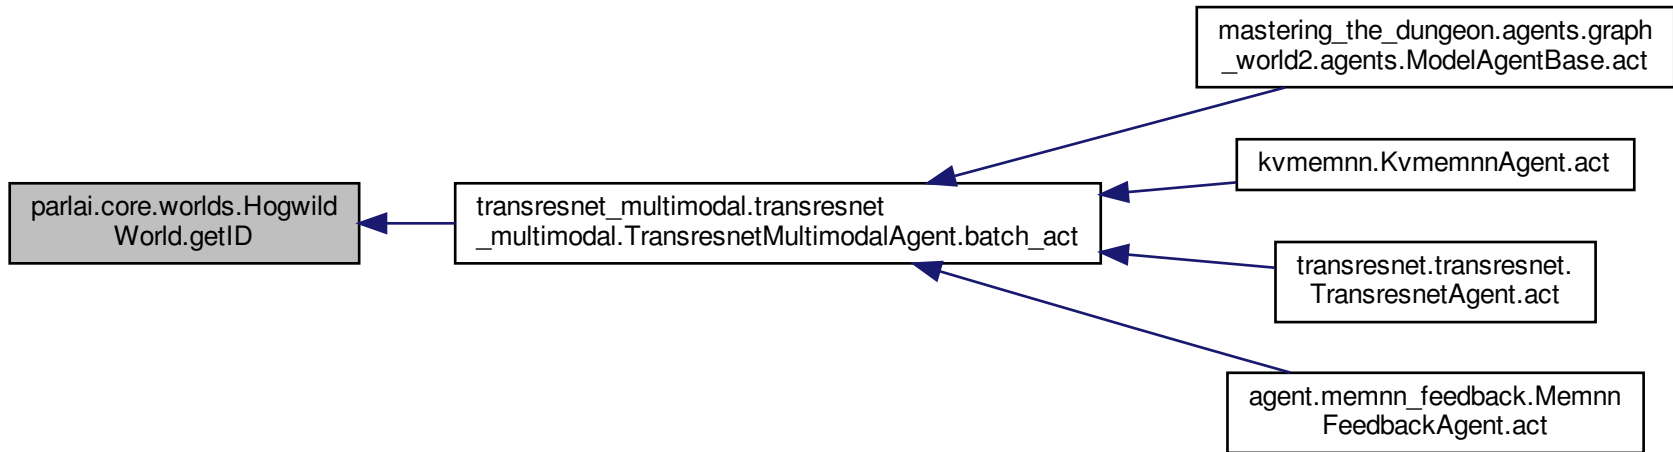 parlai.core.worlds.Hogwild
World.getID
transresnet_multimodal.transresnet
_multimodal.TransresnetMultimodalAgent.batch_act
mastering_the_dungeon.agents.graph
_world2.agents.ModelAgentBase.act
kvmemnn.KvmemnnAgent.act
transresnet.transresnet.
TransresnetAgent.act
agent.memnn_feedback.Memnn
FeedbackAgent.act